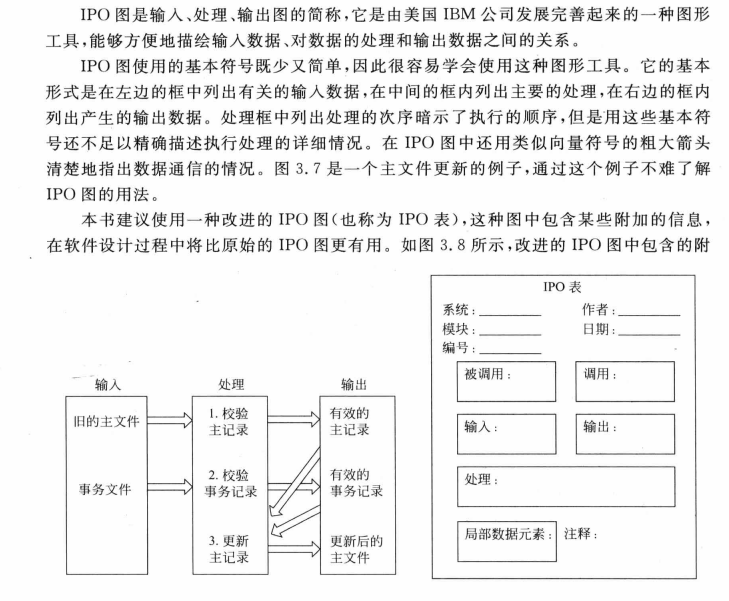 IPO 图是输入、处理、输出图的简称,它是由美国 IBM 公司发展完善起来的一种图形
工具,能够方便地描绘输入数据、对数据的处理和输出数据之间的关系。
IPO 图使用的基本符号既少又简单,因此很容易学会使用这种图形工具。它的基本
形式是在左边的框中列出有关的输入数据,在中间的框内列出主要的处理,在右边的框内
列出产生的输出数据。处理框中列出处理的次序暗示了执行的顺序,但是用这些基本符
号还不足以精确描述执行处理的详细情况。在 IPO 图中还用类似向量符号的粗大箭头
清楚地指出数据通信的情况。图 3.7 是一个主文件更新的例子,通过这个例子不难了解
IPO 图的用法。
本书建议使用一种改进的 IPO 图(也称为 IPO 表),这种图中包含某些附加的信息,
在软件设计过程中将比原始的 IPO 图更有用。如图 3.8 所示,改进的 IPO 图中包含的附
输入
处理
输出
旧的主文件
事务文件
1. 校验
主记录
2. 校验
事务记录
3. 更新
主记录
有效的
主记录
有效的
事务记录
更新后的
主文件
IPO 表
系统:
作者:
模块:
日期:
编号:
被调用:
调用:
输入:
输出:
处理:
局部数据元素:
注释: